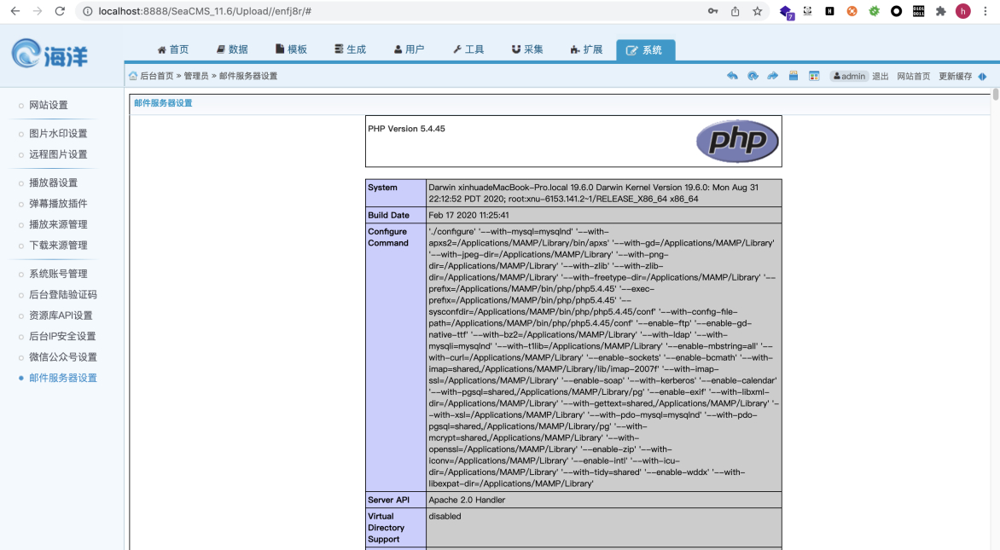 localhost:8888/SeaCMS_11.6/Upload//enfj8r/#
7
H
0101
0011
h
海洋
首页 数据 模板 生成 用户 工具 采集 扩展 系统
后台首页 » 管理员 » 邮件服务器设置
admin 退出 网站首页 更新缓存
网站设置
图片水印设置
远程图片设置
播放器设置
弹幕播放插件
播放来源管理
下载来源管理
系统账号管理
后台登陆验证码
资源库API设置
后台IP安全设置
微信公众号设置
邮件服务器设置
邮件服务器设置
PHP Version 5.4.45
php
System
Darwin xinhuadeMacBook-Pro.local 19.6.0 Darwin Kernel Version 19.6.0: Mon Aug 31
22:12:52 PDT 2020; root:xnu-6153.141.2~1/RELEASE_X86_64 x86_64
Build Date
Feb 17 2020 11:25:41
Configure
Command
'./configure' '--with-mysql=mysqlnd' '--with-
apxs2=/Applications/MAMP/Library/bin/apxs' '--with-gd=/Applications/MAMP/Library'
'--with-jpeg-dir=/Applications/MAMP/Library' '--with-png-
dir=/Applications/MAMP/Library' '--with-zlib' '--with-zlib-
dir=/Applications/MAMP/Library' '--with-freetype-dir=/Applications/MAMP/Library' '--
prefix=/Applications/MAMP/bin/php/php5.4.45' '--exec-
prefix=/Applications/MAMP/bin/php/php5.4.45' '--
sysconfdir=/Applications/MAMP/bin/php/php5.4.45/conf' '--with-config-file-
path=/Applications/MAMP/bin/php/php5.4.45/conf' '--enable-ftp' '--enable-gd-
native-ttf' '--with-bz2=/Applications/MAMP/Library' '--with-ldap' '--with-
mysqli=mysqlnd' '--with-t1lib=/Applications/MAMP/Library' '--enable-mbstring=all' '--
with-curl=/Applications/MAMP/Library' '--enable-sockets' '--enable-bcmath' '--with-
imap=shared,/Applications/MAMP/Library/lib/imap-2007f' '--with-imap-
ssl=/Applications/MAMP/Library' '--enable-soap' '--with-kerberos' '--enable-calendar'
'--with-pgsql=shared,/Applications/MAMP/Library/pg' '--enable-exif' '--with-libxml-
dir=/Applications/MAMP/Library' '--with-gettext=shared,/Applications/MAMP/Library' '-
-with-xsl=/Applications/MAMP/Library' '--with-pdo-mysql=mysqlnd' '--with-pdo-
pgsql=shared,/Applications/MAMP/Library/pg' '--with-
mcrypt=shared,/Applications/MAMP/Library' '--with-
openssl=/Applications/MAMP/Library' '--enable-zip' '--with-
iconv=/Applications/MAMP/Library' '--enable-intl' '--with-icu-
dir=/Applications/MAMP/Library' '--with-tidy=shared' '--enable-wddx' '--with-
libexpat-dir=/Applications/MAMP/Library'
Server API
Apache 2.0 Handler
Virtual
Directory
Support
disabled